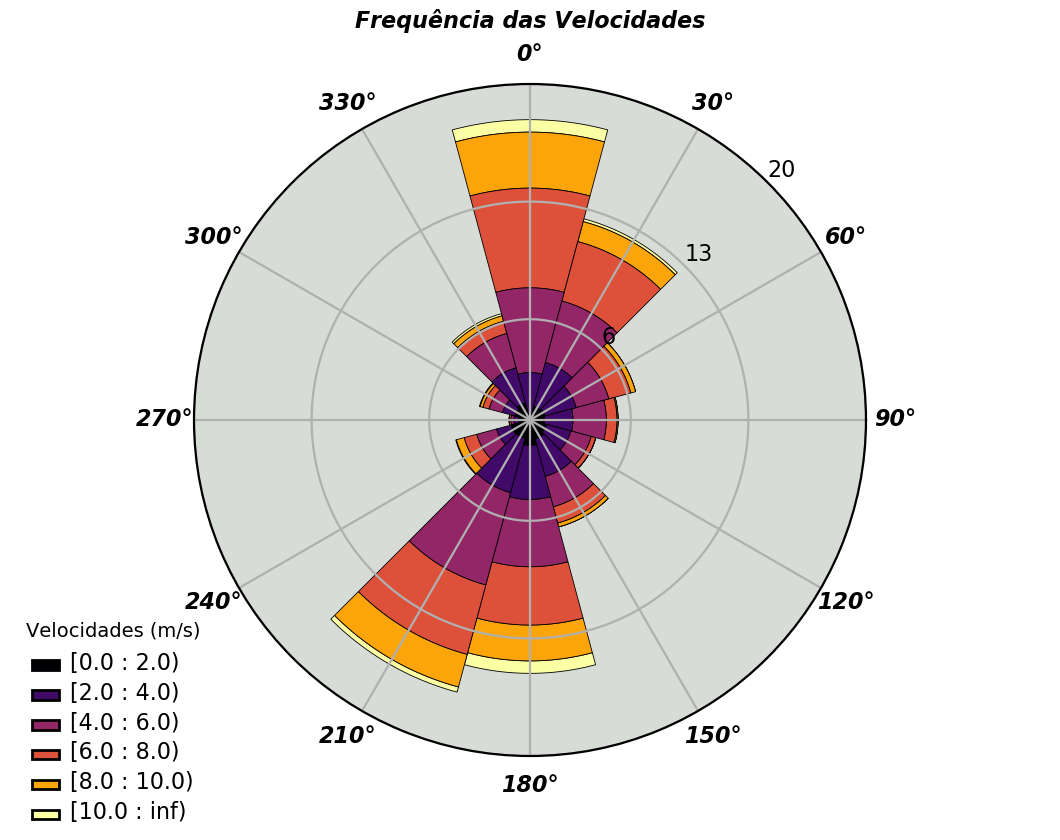 Frequência das Velocidades
0°
330°
30°
20
300°
60°
13
6
270°
90°
240°
120°
210°
150°
180°
Velocidades (m/s)
[0.0 : 2.0)
[2.0 : 4.0)
[4.0 : 6.0)
[6.0 : 8.0)
[8.0 : 10.0)
[10.0 : inf)